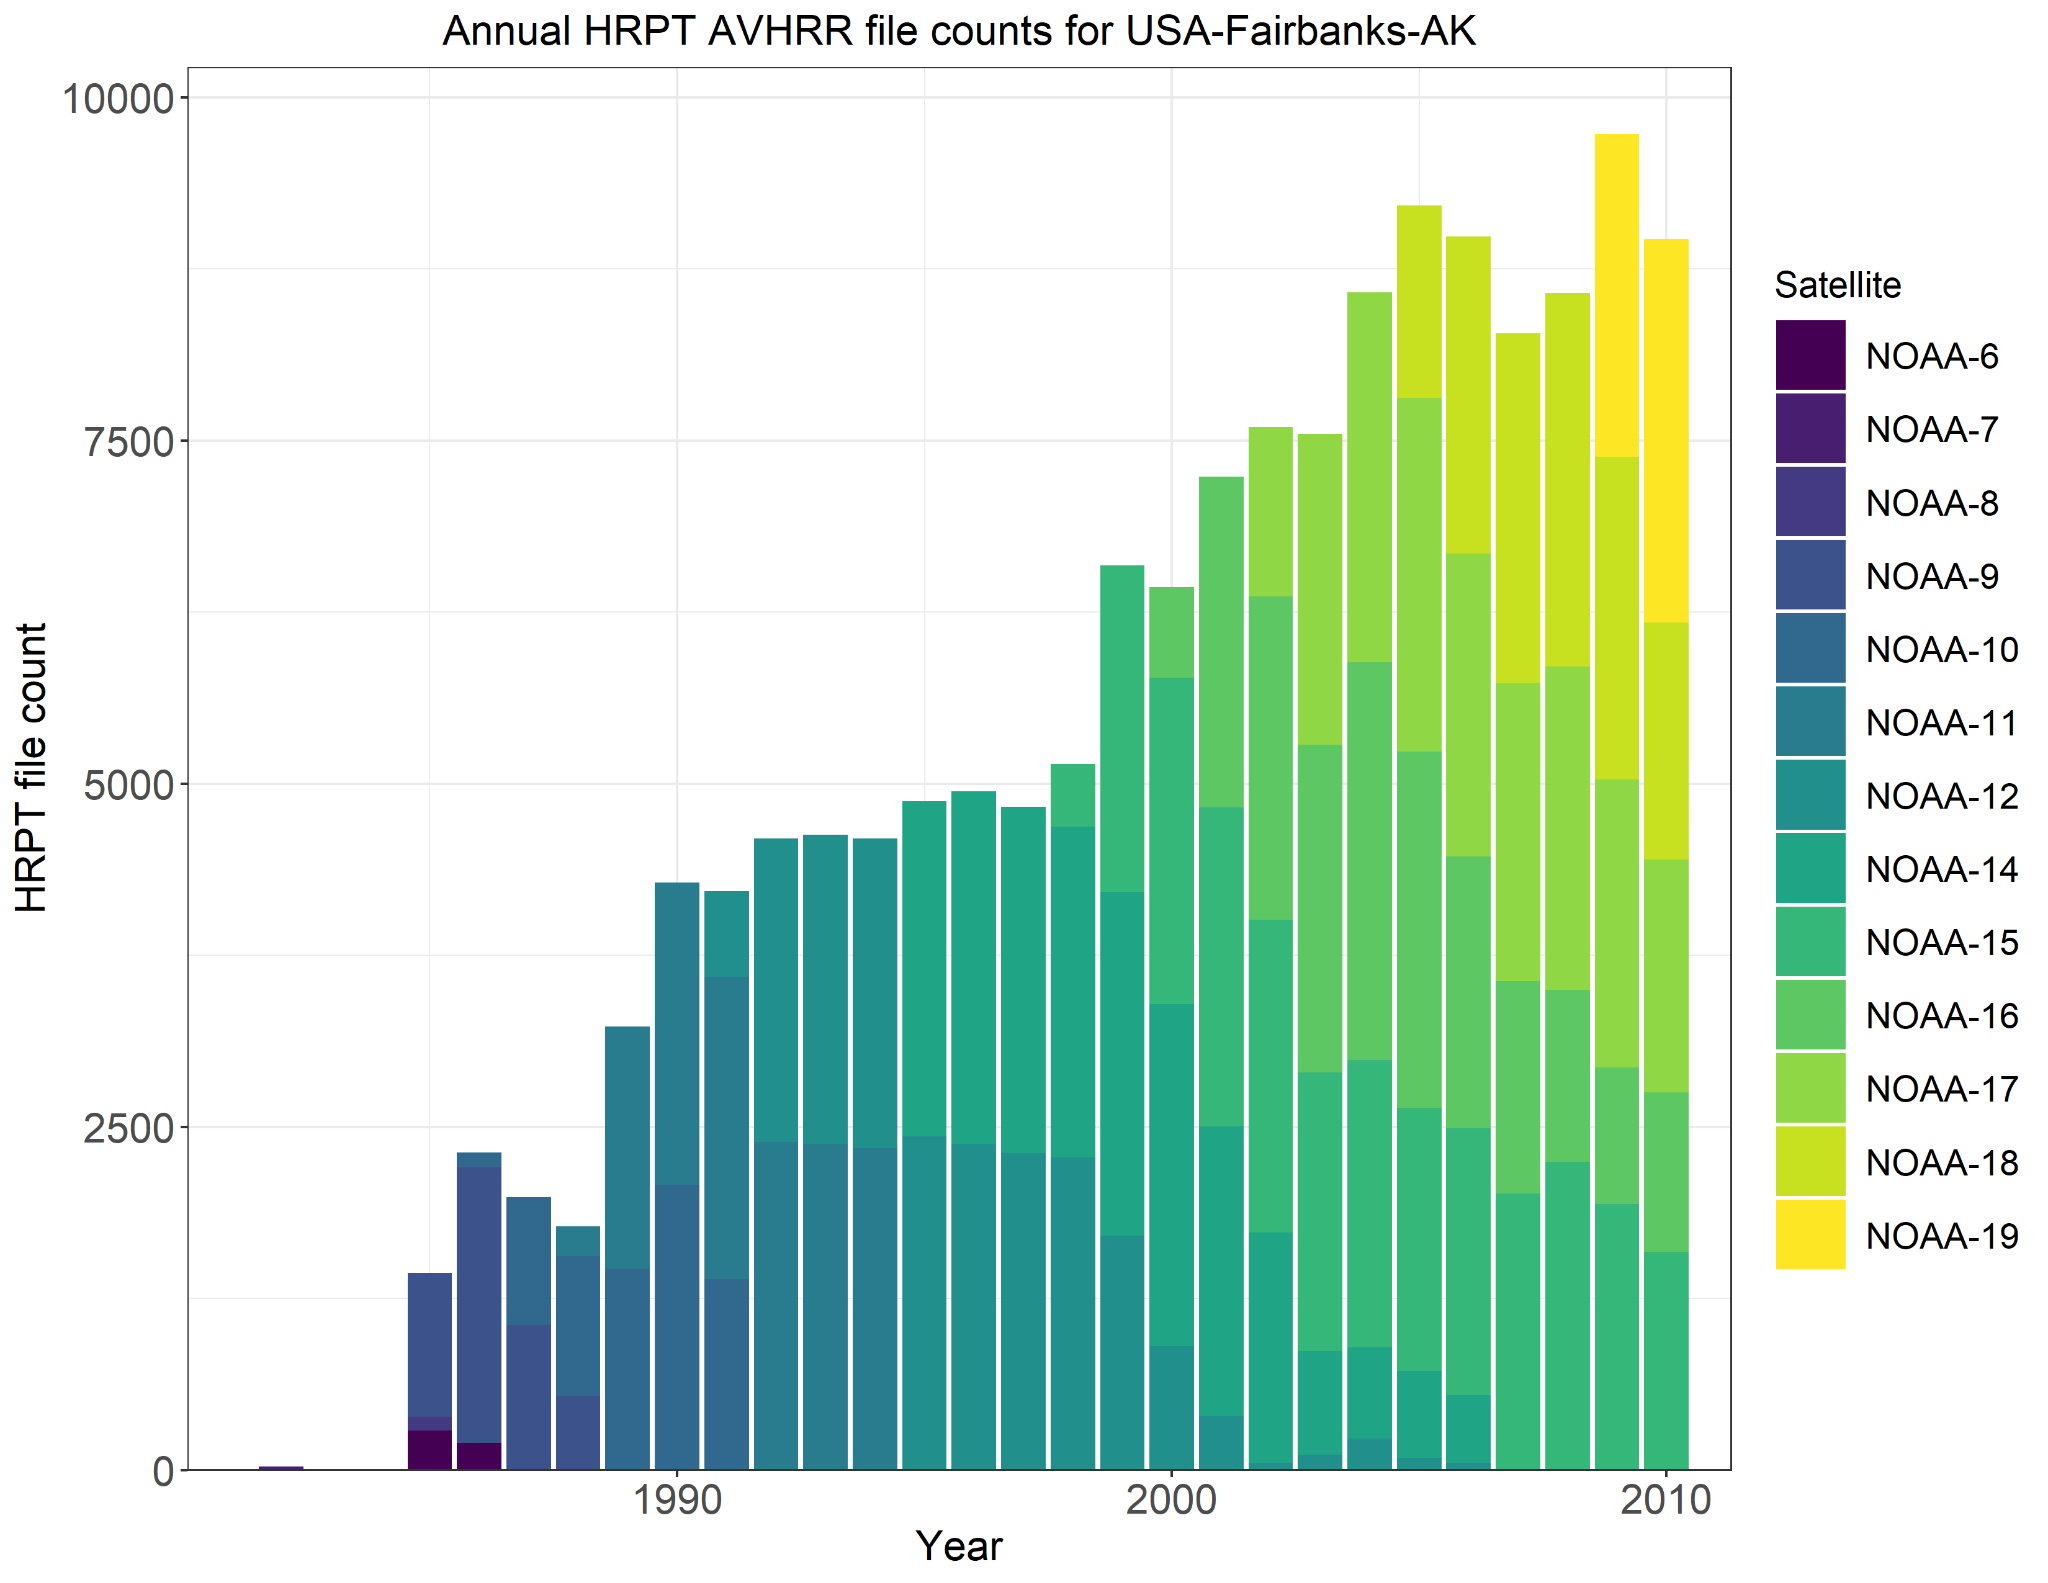 Annual HRPT AVHRR file counts for USA-Fairbanks-AK
10000
7500
5000
2500
0
HRPT file count
1990
2000
2010
Year
Satellite
NOAA-6
NOAA-7
NOAA-8
NOAA-9
NOAA-10
NOAA-11
NOAA-12
NOAA-14
NOAA-15
NOAA-16
NOAA-17
NOAA-18
NOAA-19